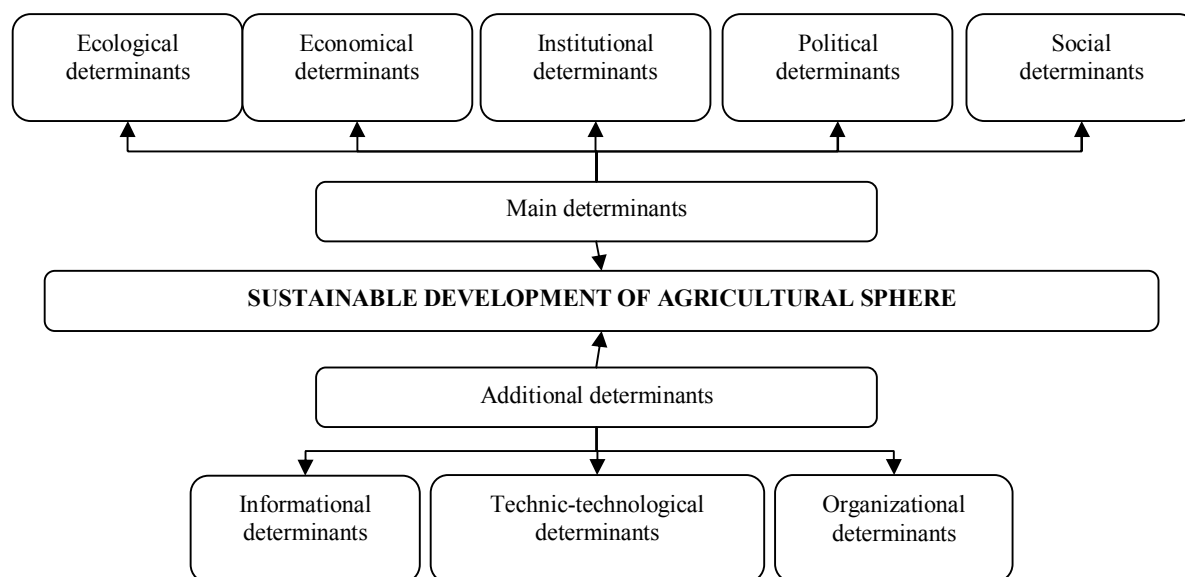 Ecological
determinants
Economical
determinants
Institutional
determinants
Political
determinants
Social
determinants
Main determinants
SUSTAINABLE DEVELOPMENT OF AGRICULTURAL SPHERE
Additional determinants
Informational
determinants
Technic-technological
determinants
Organizational
determinants